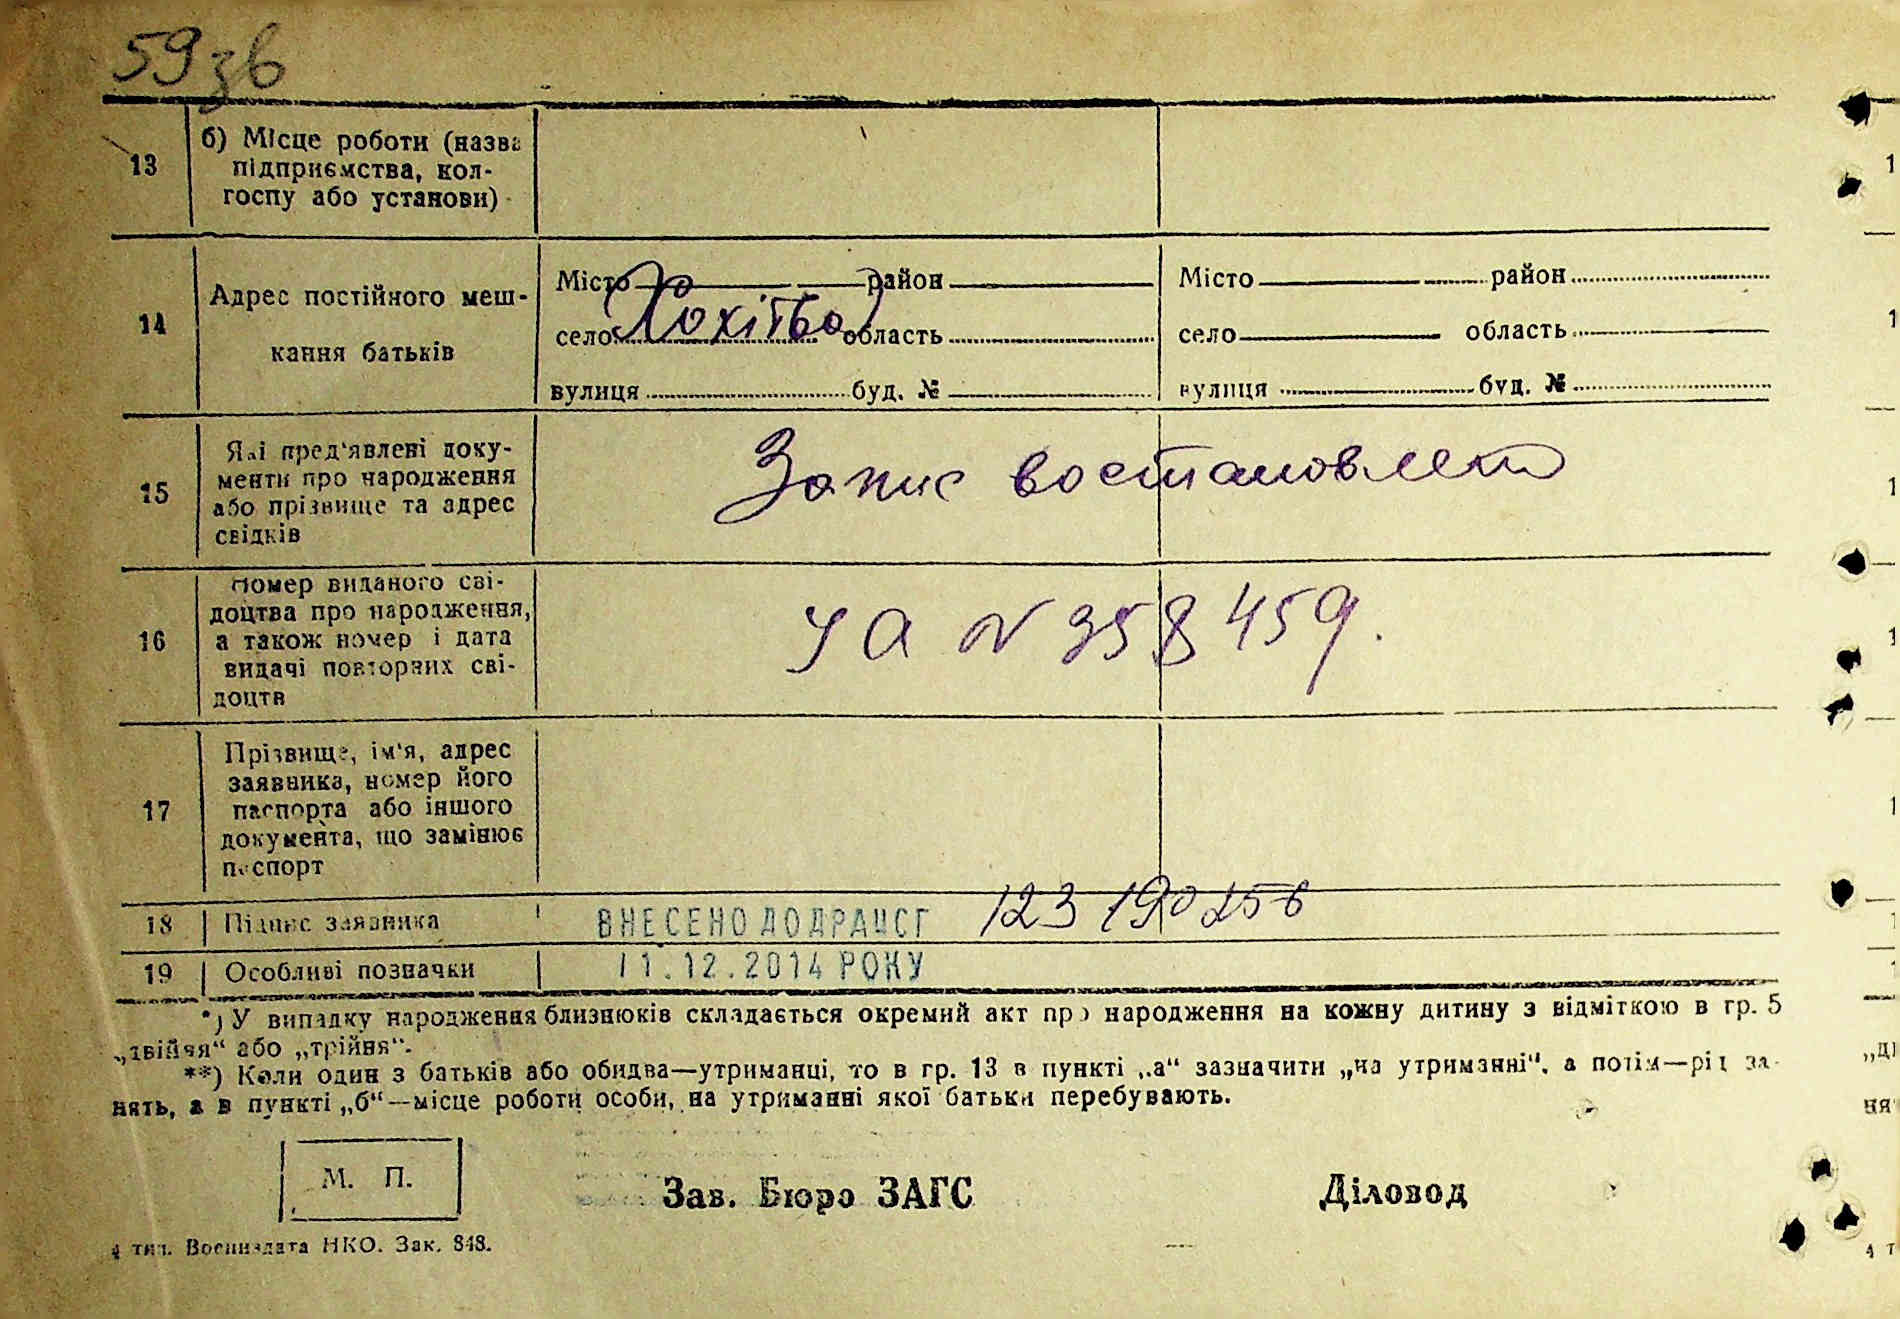 59 зв
13
б) Місце роботи (назва
підприємства, кол-
госпу або установи)
14
Адрес постійного меш-
кання батьків
Місто район
село Хохітва область
вулиця буд. №
Місто район
село область
вулиця буд. №
15
Які пред'явлені доку-
менти про народження
або прізвище та адрес
свідків
Запис востановлен
16
Номер виданого сві-
доцтва про народження,
а також номер і дата
видачі повторних сві-
доцтв
УА N 358459.
17
Прізвище, ім'я, адрес
заявника, номер його
паспорта або іншого
документа, що замінює
паспорт
18 Підпис заявника ВНЕСЕНО ДО ДРАЦСГ 123190256
19 Особливі позначки 11.12.2014 РОКУ
*) У випадку народження близнюків складається окремий акт про народження на кожну дитину з відміткою в гр. 5
„двійня“ або „трійня“.
**) Коли один з батьків або обидва—утриманці, то в гр. 13 в пункті „а“ зазначити „на утриманні“, а потім—рід за-
нять, а в пункті „б“—місце роботи особи, на утриманні якої батьки перебувають.
М. П.
Зав. Бюро ЗАГС Діловод
4 тип. Воениздата НКО. Зак. 848.